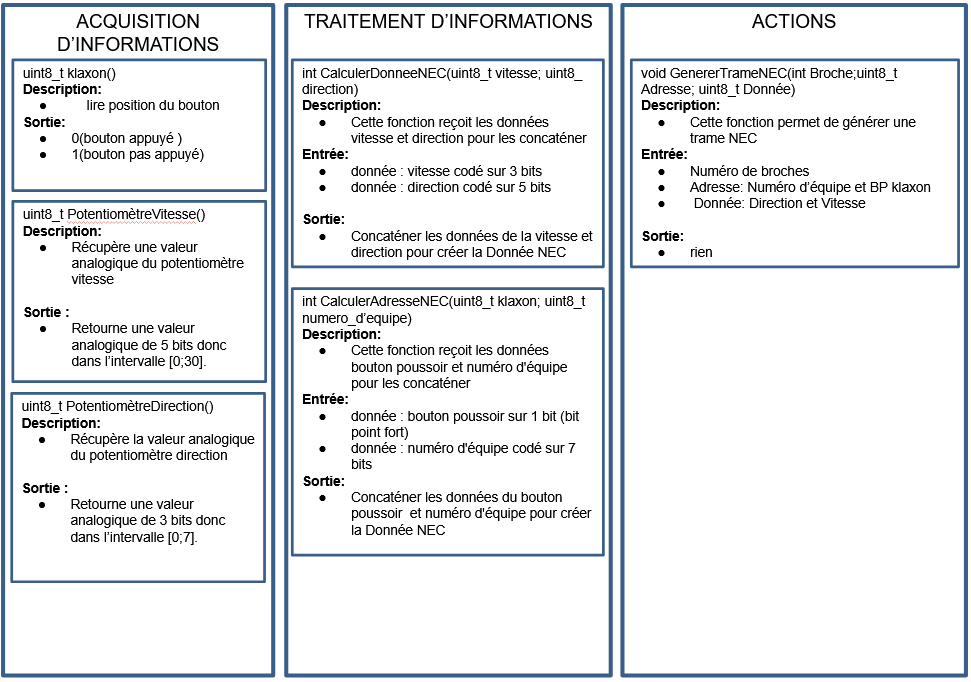 ACQUISITION
D’INFORMATIONS
uint8_t klaxon()
Description:
● lire position du bouton
Sortie:
● 0(bouton appuyé )
● 1(bouton pas appuyé)
uint8_t PotentiomètreVitesse()
Description:
● Récupère une valeur
analogique du potentiomètre
vitesse
Sortie :
● Retourne une valeur
analogique de 5 bits donc
dans l’intervalle [0;30].
uint8_t PotentiomètreDirection()
Description:
● Récupère la valeur analogique
du potentiomètre direction
Sortie :
● Retourne une valeur
analogique de 3 bits donc
dans l’intervalle [0;7].
TRAITEMENT D’INFORMATIONS
int CalculerDonneeNEC(uint8_t vitesse; uint8_
direction)
Description:
● Cette fonction reçoit les données
vitesse et direction pour les concaténer
Entrée:
● donnée : vitesse codé sur 3 bits
● donnée : direction codé sur 5 bits
Sortie:
● Concaténer les données de la vitesse et
direction pour créer la Donnée NEC
int CalculerAdresseNEC(uint8_t klaxon; uint8_t
numero_d’equipe)
Description:
● Cette fonction reçoit les données
bouton poussoir et numéro d'équipe
pour les concaténer
Entrée:
● donnée : bouton poussoir sur 1 bit (bit
point fort)
● donnée : numéro d'équipe codé sur 7
bits
Sortie:
● Concaténer les données du bouton
poussoir et numéro d'équipe pour créer
la Donnée NEC
ACTIONS
void GenererTrameNEC(int Broche;uint8_t
Adresse; uint8_t Donnée)
Description:
● Cette fonction permet de générer une
trame NEC
Entrée:
● Numéro de broches
● Adresse: Numéro d’équipe et BP klaxon
● Donnée: Direction et Vitesse
Sortie:
● rien